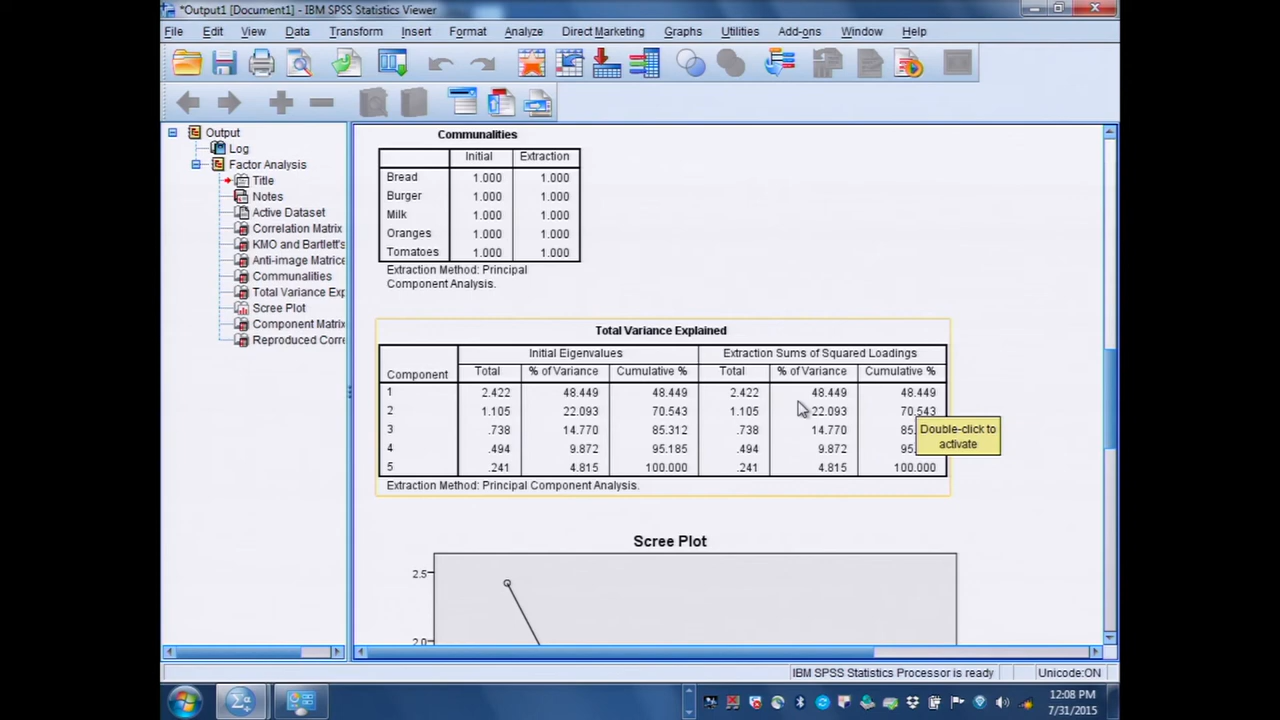 *Output1 [Document1] - IBM SPSS Statistics Viewer
File Edit View Data Transform Insert Format Analyze Direct Marketing Graphs Utilities Add-ons Window Help
Output
Log
Factor Analysis
Title
Notes
Active Dataset
Correlation Matrix
KMO and Bartlett's
Anti-image Matrice
Communalities
Total Variance Exp
Scree Plot
Component Matrix
Reproduced Corre
Communalities
Initial Extraction
Bread 1.000 1.000
Burger 1.000 1.000
Milk 1.000 1.000
Oranges 1.000 1.000
Tomatoes 1.000 1.000
Extraction Method: Principal
Component Analysis.
Total Variance Explained
Component Initial Eigenvalues Extraction Sums of Squared Loadings
Total % of Variance Cumulative % Total % of Variance Cumulative %
1 2.422 48.449 48.449 2.422 48.449 48.449
2 1.105 22.093 70.543 1.105 22.093 70.543
3 .738 14.770 85.312 .738 14.770 85.
4 .494 9.872 95.185 .494 9.872 95.
5 .241 4.815 100.000 .241 4.815 100.000
Double-click to
activate
Extraction Method: Principal Component Analysis.
Scree Plot
2.5
2.0
IBM SPSS Statistics Processor is ready Unicode:ON
12:08 PM
7/31/2015